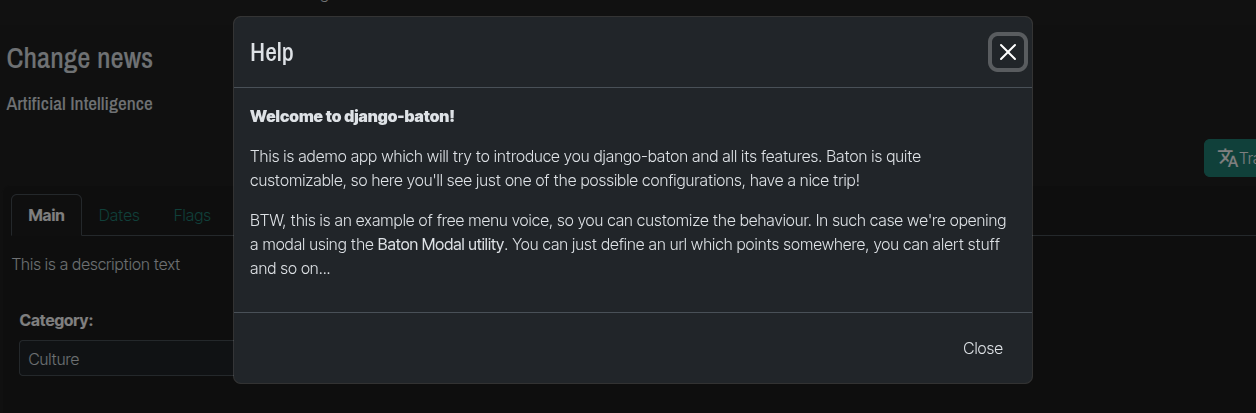 Change news
Artificial Intelligence
Main Dates Flags
This is a description text
Category:
Culture
Help
Welcome to django-baton!
This is ademo app which will try to introduce you django-baton and all its features. Baton is quite
customizable, so here you'll see just one of the possible configurations, have a nice trip!
BTW, this is an example of free menu voice, so you can customize the behaviour. In such case we're opening
a modal using the Baton Modal utility. You can just define an url which points somewhere, you can alert stuff
and so on...
Close